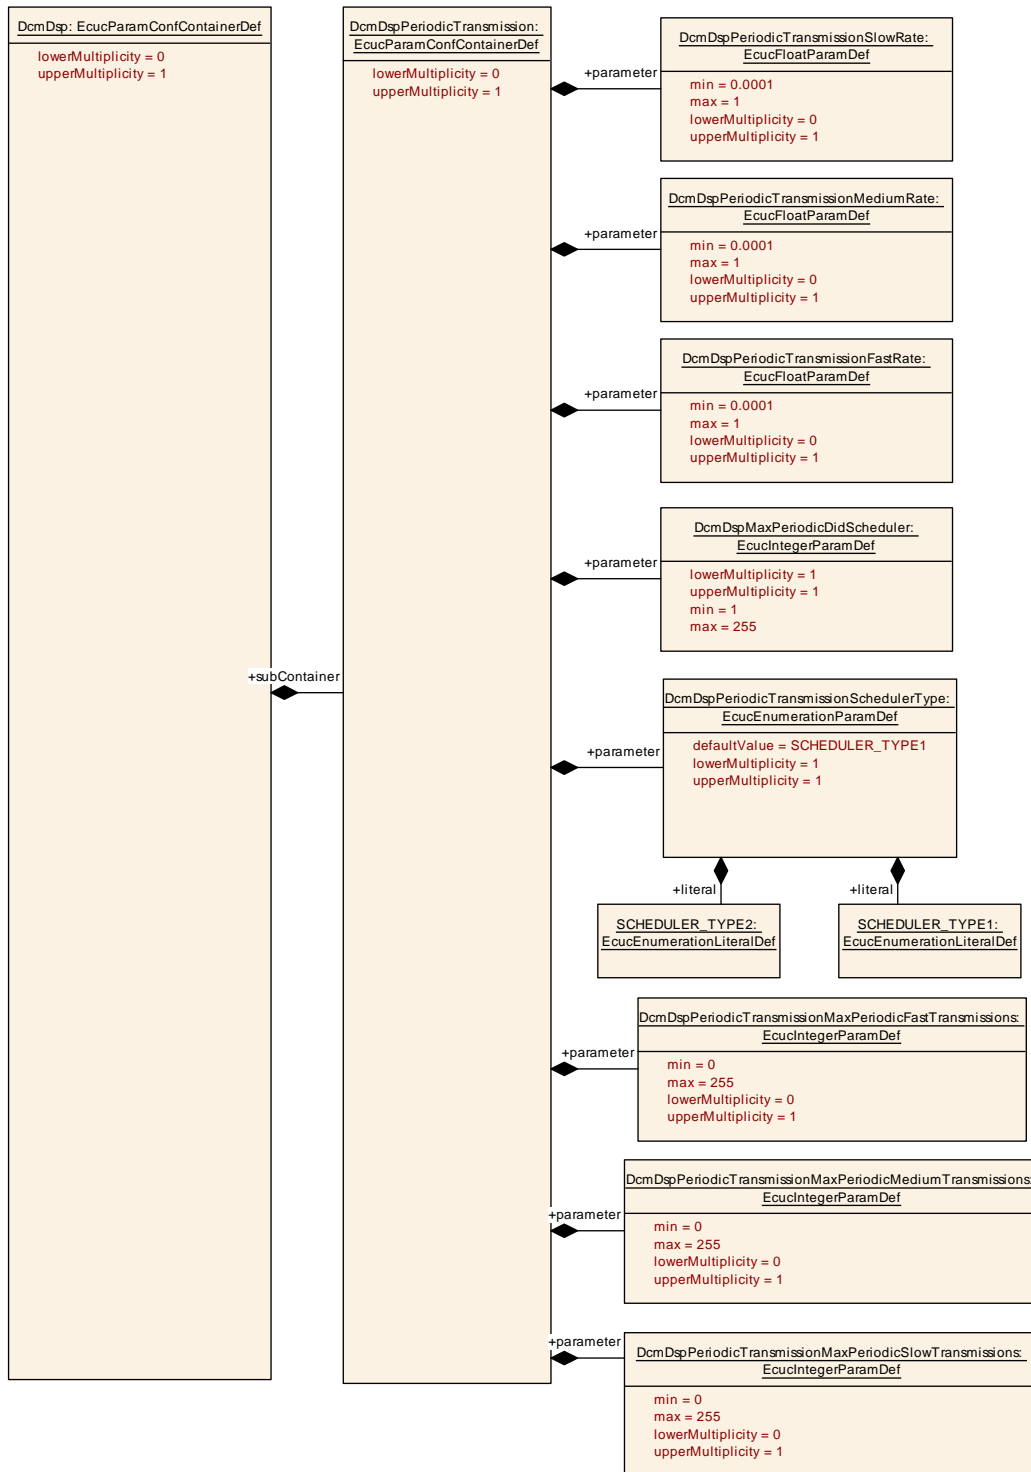 DcmDsp: EcucParamConfContainerDef
lowerMultiplicity = 0
upperMultiplicity = 1
DcmDspPeriodicTransmission:
EcucParamConfContainerDef
lowerMultiplicity = 0
upperMultiplicity = 1
+subContainer
+parameter
DcmDspPeriodicTransmissionSlowRate:
EcucFloatParamDef
min = 0.0001
max = 1
lowerMultiplicity = 0
upperMultiplicity = 1
+parameter
DcmDspPeriodicTransmissionMediumRate:
EcucFloatParamDef
min = 0.0001
max = 1
lowerMultiplicity = 0
upperMultiplicity = 1
+parameter
DcmDspPeriodicTransmissionFastRate:
EcucFloatParamDef
min = 0.0001
max = 1
lowerMultiplicity = 0
upperMultiplicity = 1
+parameter
DcmDspMaxPeriodicDidScheduler:
EcucIntegerParamDef
lowerMultiplicity = 1
upperMultiplicity = 1
min = 1
max = 255
+parameter
DcmDspPeriodicTransmissionSchedulerType:
EcucEnumerationParamDef
defaultValue = SCHEDULER_TYPE1
lowerMultiplicity = 1
upperMultiplicity = 1
+literal
+literal
SCHEDULER_TYPE2:
EcucEnumerationLiteralDef
SCHEDULER_TYPE1:
EcucEnumerationLiteralDef
+parameter
DcmDspPeriodicTransmissionMaxPeriodicFastTransmissions:
EcucIntegerParamDef
min = 0
max = 255
lowerMultiplicity = 0
upperMultiplicity = 1
+parameter
DcmDspPeriodicTransmissionMaxPeriodicMediumTransmissions:
EcucIntegerParamDef
min = 0
max = 255
lowerMultiplicity = 0
upperMultiplicity = 1
+parameter
DcmDspPeriodicTransmissionMaxPeriodicSlowTransmissions:
EcucIntegerParamDef
min = 0
max = 255
lowerMultiplicity = 0
upperMultiplicity = 1